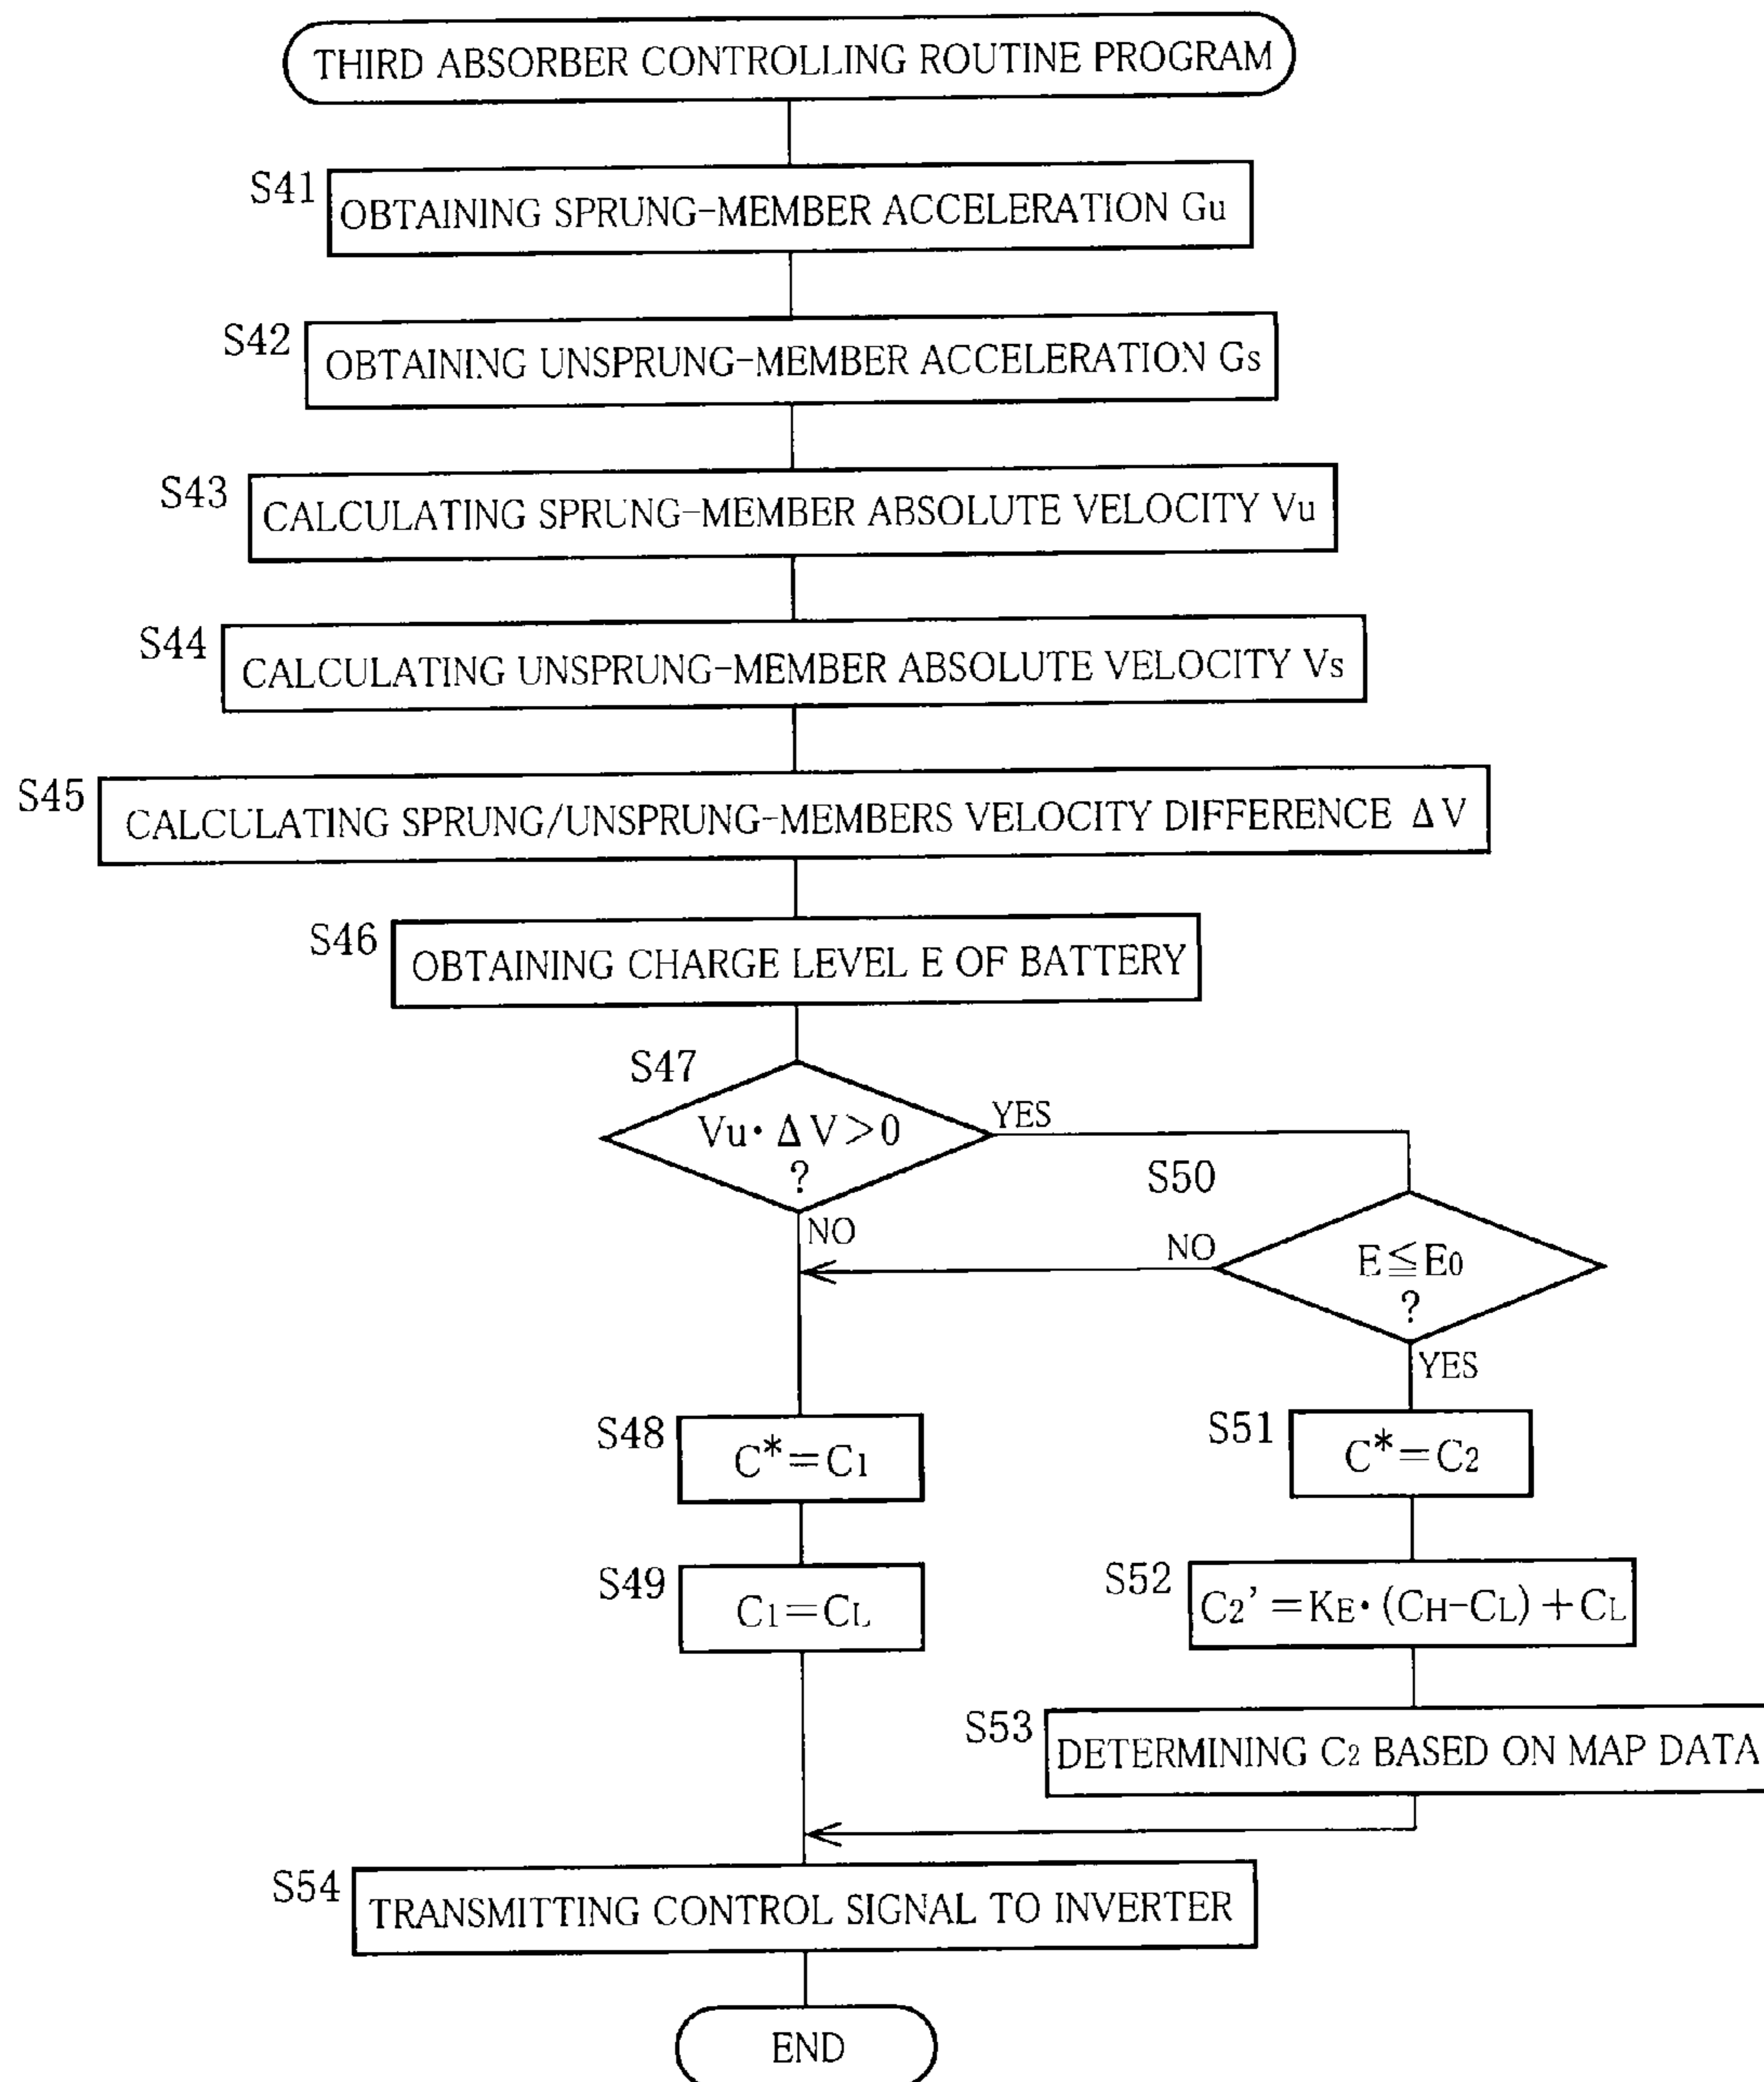 THIRD ABSORBER CONTROLLING ROUTINE PROGRAM
S41
OBTAINING SPRUNG-MEMBER ACCELERATION Gu
S42
OBTAINING UNSPRUNG-MEMBER ACCELERATION Gs
S43
CALCULATING SPRUNG-MEMBER ABSOLUTE VELOCITY Vu
S44
CALCULATING UNSPRUNG-MEMBER ABSOLUTE VELOCITY Vs
S45
CALCULATING SPRUNG/UNSPRUNG-MEMBERS VELOCITY DIFFERENCE ΔV
S46
OBTAINING CHARGE LEVEL E OF BATTERY
S47
Vu・ΔV>0
?
YES
NO
S50
E≦E0
?
NO
YES
S48
C*=C1
S49
C1=CL
S51
C*=C2
S52
C2'=KE・(CH-CL)+CL
S53
DETERMINING C2 BASED ON MAP DATA
S54
TRANSMITTING CONTROL SIGNAL TO INVERTER
END